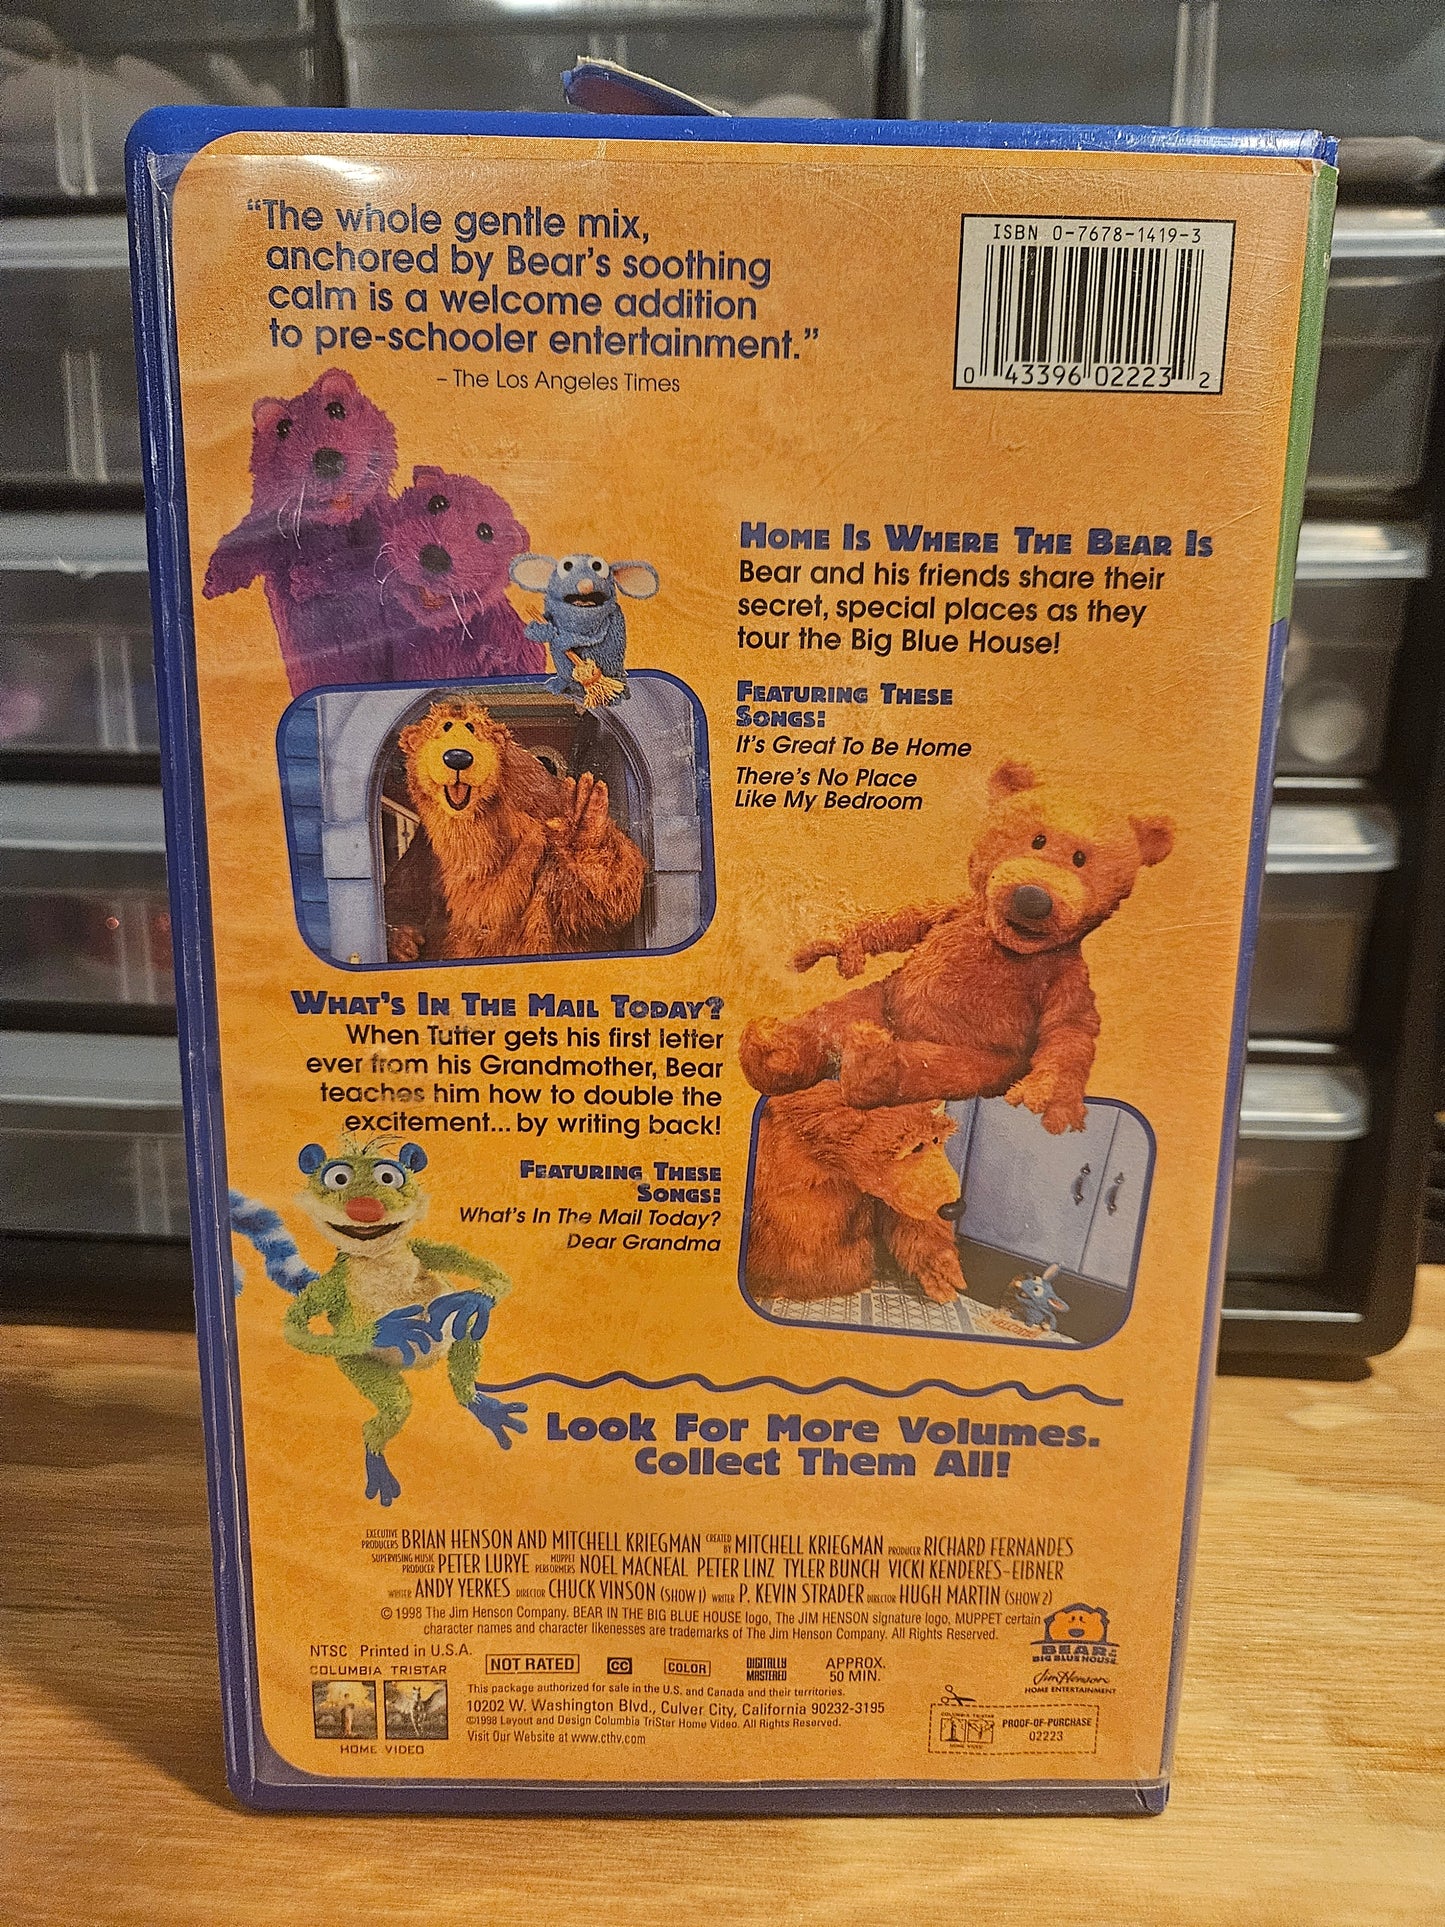 “The whole gentle mix,
anchored by Bear's soothing
calm is a welcome addition
to pre-schooler entertainment.”
– The Los Angeles Times
ISBN 0-7678-1419-3
0 43396 02223 2
Home Is Where The Bear Is
Bear and his friends share their
secret, special places as they
tour the Big Blue House!
Featuring These
Songs:
It's Great To Be Home
There's No Place
Like My Bedroom
What's In The Mail Today?
When Tutter gets his first letter
ever from his Grandmother, Bear
teaches him how to double the
excitement... by writing back!
Featuring These
Songs:
What's In The Mail Today?
Dear Grandma
Look For More Volumes.
Collect Them All!
EXECUTIVE PRODUCERS BRIAN HENSON AND MITCHELL KRIEGMAN CREATED BY MITCHELL KRIEGMAN PRODUCER RICHARD FERNANDES
SUPERVISING MUSIC PRODUCER PETER LURYE MUPPET PERFORMERS NOEL MACNEAL PETER LINZ TYLER BUNCH VICKI KENDERES-EIBNER
WRITER ANDY YERKES DIRECTOR CHUCK VINSON (SHOW 1) WRITER P. KEVIN STRADER DIRECTOR HUGH MARTIN (SHOW 2)
© 1998 The Jim Henson Company. BEAR IN THE BIG BLUE HOUSE logo, The JIM HENSON signature logo, MUPPET certain
character names and character likenesses are trademarks of The Jim Henson Company. All Rights Reserved.
BEAR IN THE
BIG BLUE HOUSE
Jim Henson
HOME ENTERTAINMENT
NTSC Printed in U.S.A.
COLUMBIA TRISTAR
HOME VIDEO
NOT RATED CC COLOR DIGITALLY MASTERED APPROX. 50 MIN.
This package authorized for sale in the U.S. and Canada and their territories.
10202 W. Washington Blvd., Culver City, California 90232-3195
©1998 Layout and Design Columbia TriStar Home Video. All Rights Reserved.
Visit Our Website at www.cthv.com
COLUMBIA TRISTAR
HOME VIDEO
PROOF-OF-PURCHASE
02223